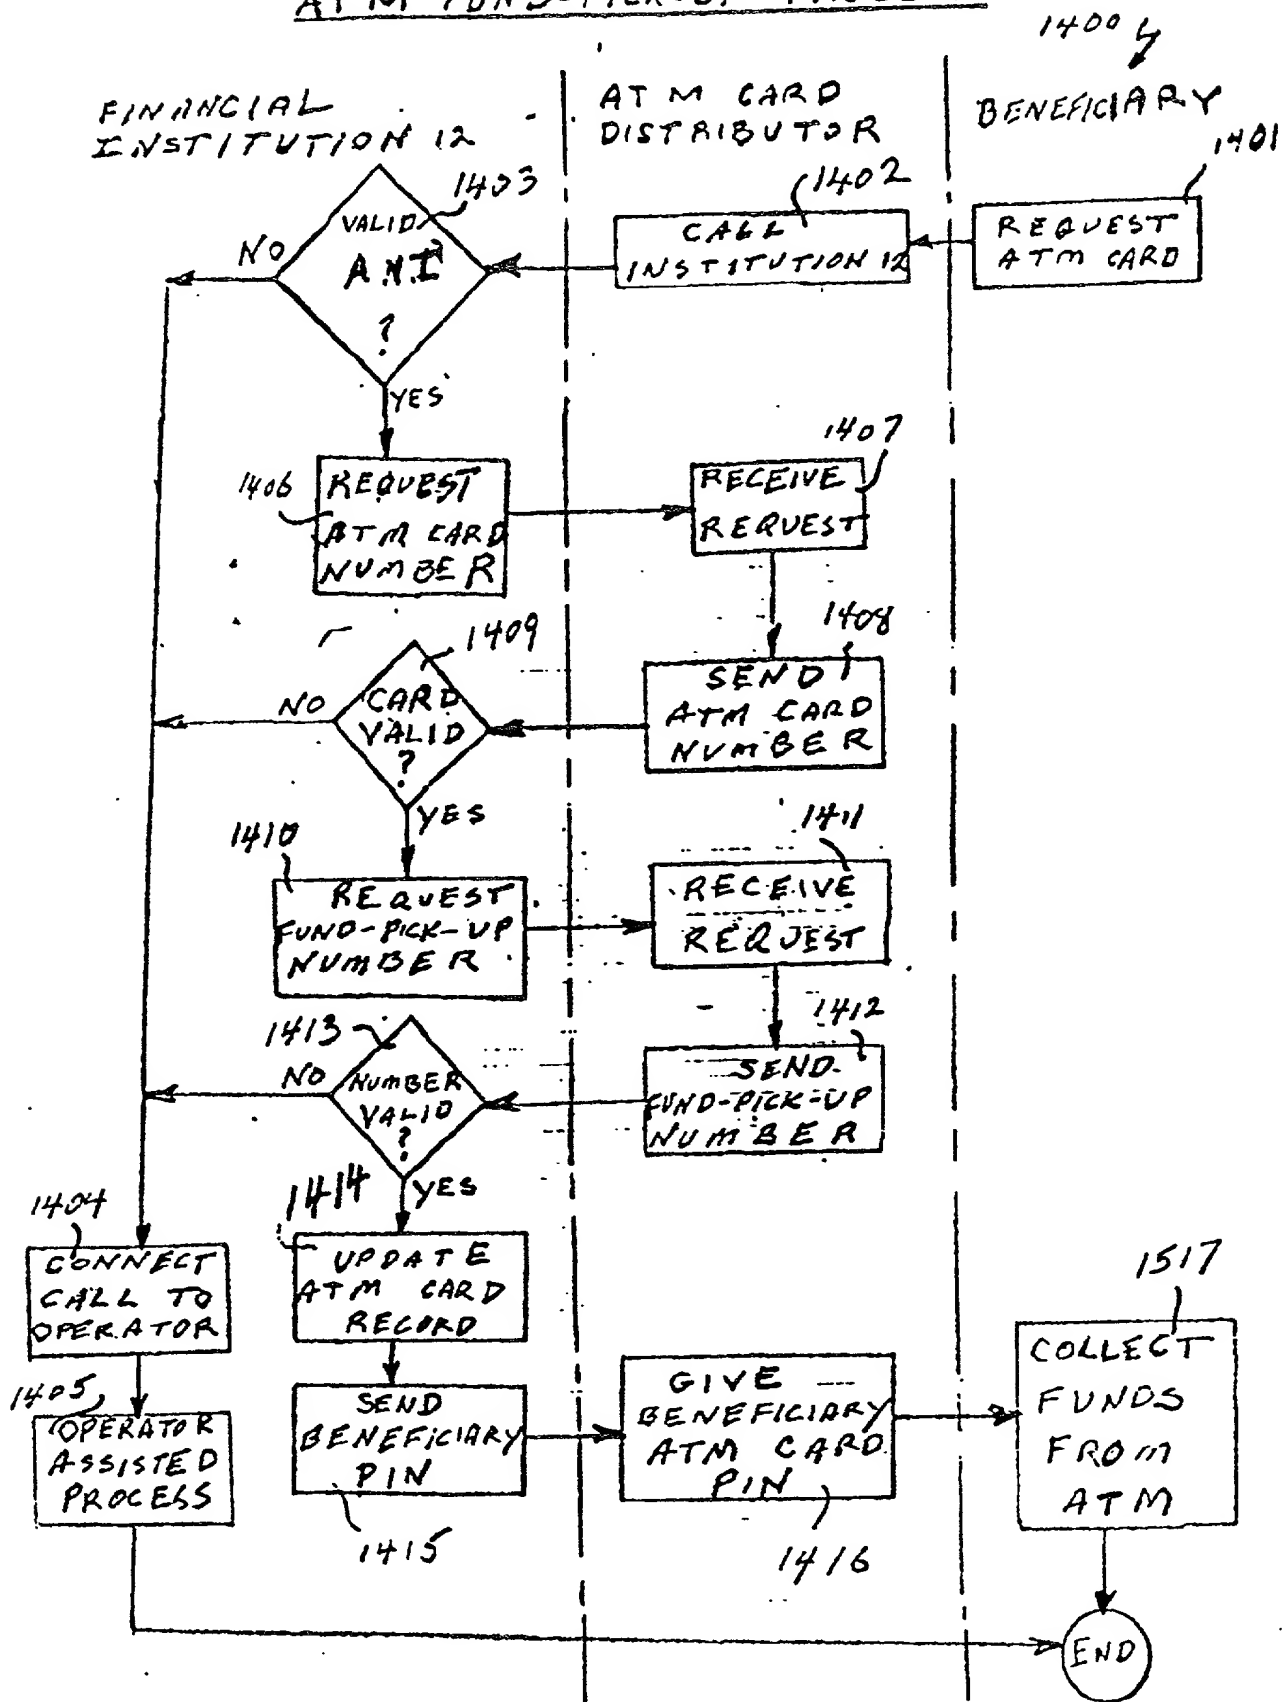 1400
FINANCIAL
INSTITUTION 12
ATM CARD
DISTRIBUTOR
BENEFICIARY
1401
REQUEST
ATM CARD
1402
CALL
INSTITUTION 12
1403
VALID
ANI
?
NO
YES
1406
REQUEST
ATM CARD
NUMBER
1407
RECEIVE
REQUEST
1408
SEND
ATM CARD
NUMBER
1409
CARD
VALID
?
NO
YES
1410
REQUEST
FUND-PICK-UP
NUMBER
1411
RECEIVE
REQUEST
1412
SEND
FUND-PICK-UP
NUMBER
1413
NUMBER
VALID
?
NO
YES
1404
CONNECT
CALL TO
OPERATOR
1405
OPERATOR
ASSISTED
PROCESS
1414
UPDATE
ATM CARD
RECORD
SEND
BENEFICIARY
PIN
1415
GIVE
BENEFICIARY
ATM CARD
PIN
1416
1517
COLLECT
FUNDS
FROM
ATM
END